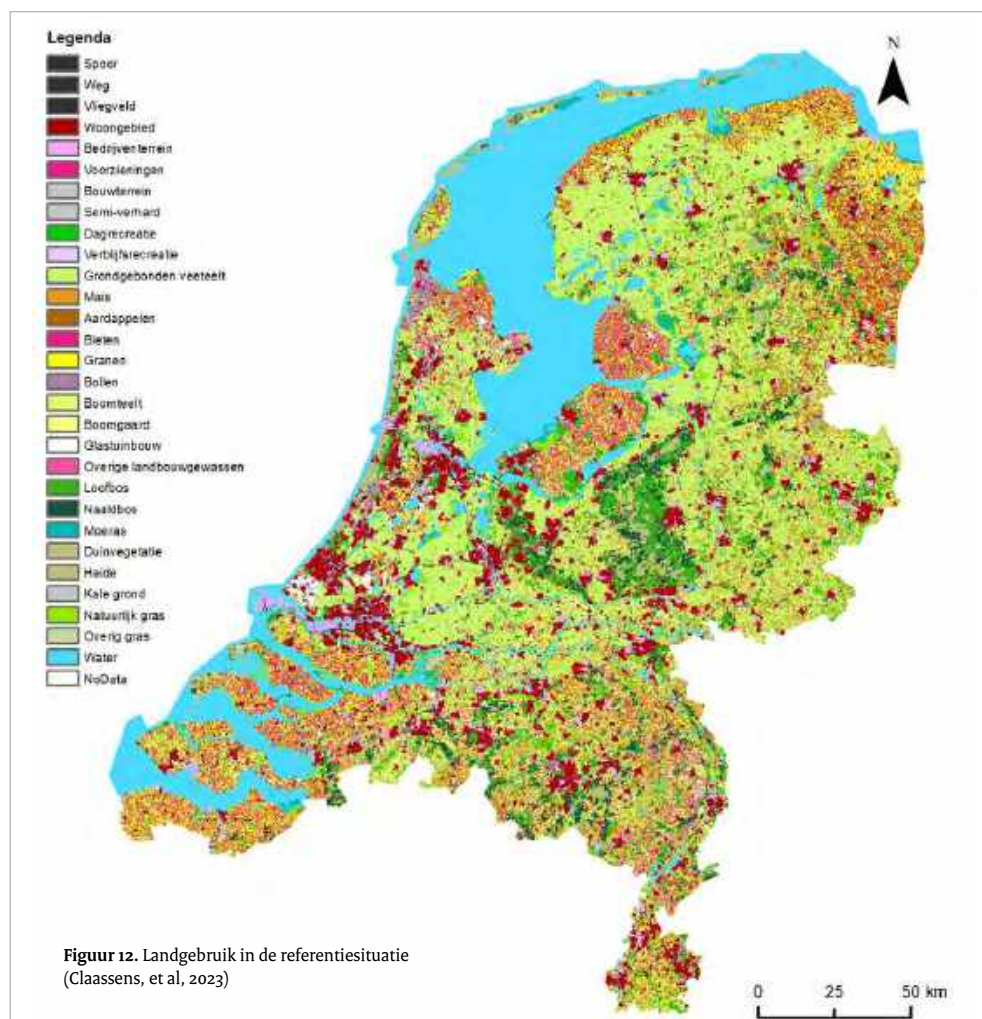 Legenda
Spoor
Weg
Vliegveld
Woongebied
Bedrijventerrein
Voorzieningen
Bouwterrein
Semi-verhard
Dagrecreatie
Verblijfsrecreatie
Grondgebonden veeteelt
Mais
Aardappelen
Bieten
Granen
Bollen
Boomteelt
Boomgaard
Glastuinbouw
Overige landbouwgewassen
Loofbos
Naaldbos
Moeras
Duinvegetatie
Heide
Kale grond
Natuurlijk gras
Overig gras
Water
NoData
N
Figuur 12. Landgebruik in de referentiesituatie
(Claassens, et al, 2023)
0 25 50 km